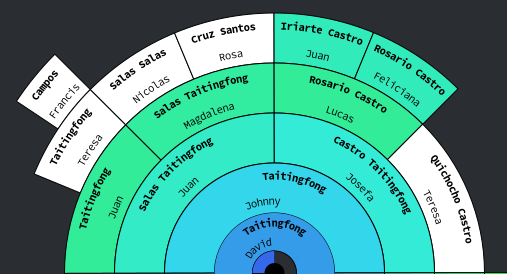 Campos
Francis
Taitingfong
Teresa
Salas Salas
Nicolas
Cruz Santos
Rosa
Iriarte Castro
Juan
Rosario Castro
Feliciana
Taitingfong
Juan
Salas Taitingfong
Magdalena
Rosario Castro
Lucas
Quichocho Castro
Teresa
Salas Taitingfong
Juan
Castro Taitingfong
Josefa
Taitingfong
Johnny
Taitingfong
David